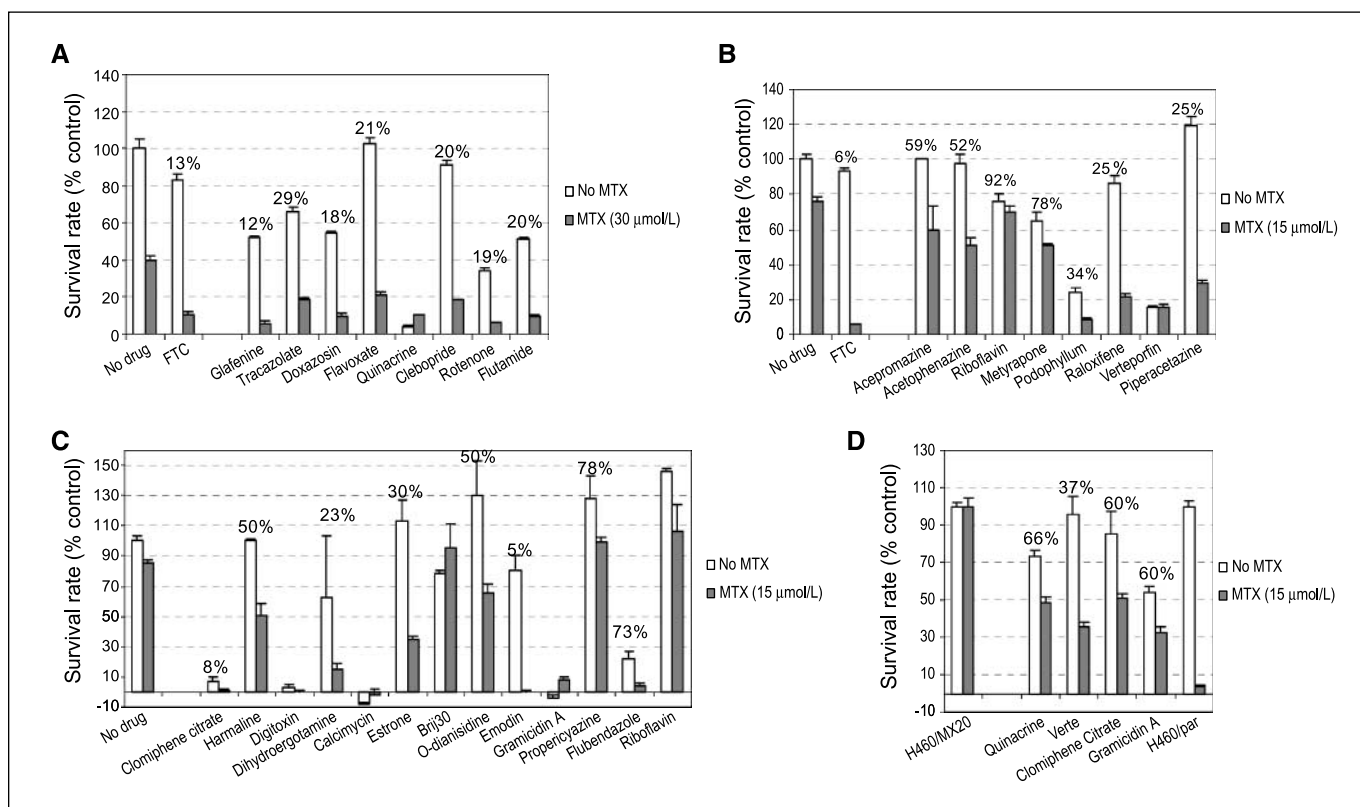 A
Survival rate (% control)
140
120
100
80
60
40
20
0
13%
12%
29%
18%
21%
20%
19%
20%
No MTX
MTX (30 μmol/L)
No drug
FTC
Glafenine
Tracazolate
Doxazosin
Flavoxate
Quinacrine
Clebopride
Rotenone
Flutamide
B
Survival rate (% control)
140
120
100
80
60
40
20
0
6%
59%
52%
92%
78%
34%
25%
25%
No MTX
MTX (15 μmol/L)
No drug
FTC
Acepromazine
Acetophenazine
Riboflavin
Metyrapone
Podophyllum
Raloxifene
Verteporfin
Piperacetazine
C
Survival rate (% control)
150
130
110
90
70
50
30
10
-10
8%
50%
23%
30%
50%
5%
78%
73%
No MTX
MTX (15 μmol/L)
No drug
Clomiphene citrate
Harmaline
Digitoxin
Dihydroergotamine
Calcimycin
Estrone
Brij30
O-dianisidine
Emodin
Gramicidin A
Propericyazine
Flubendazole
Riboflavin
D
Survival rate (% control)
130
110
90
70
50
30
10
-10
66%
37%
60%
60%
No MTX
MTX (15 μmol/L)
H460/MX20
Quinacrine
Verte
Clomiphene Citrate
Gramicidin A
H460/par